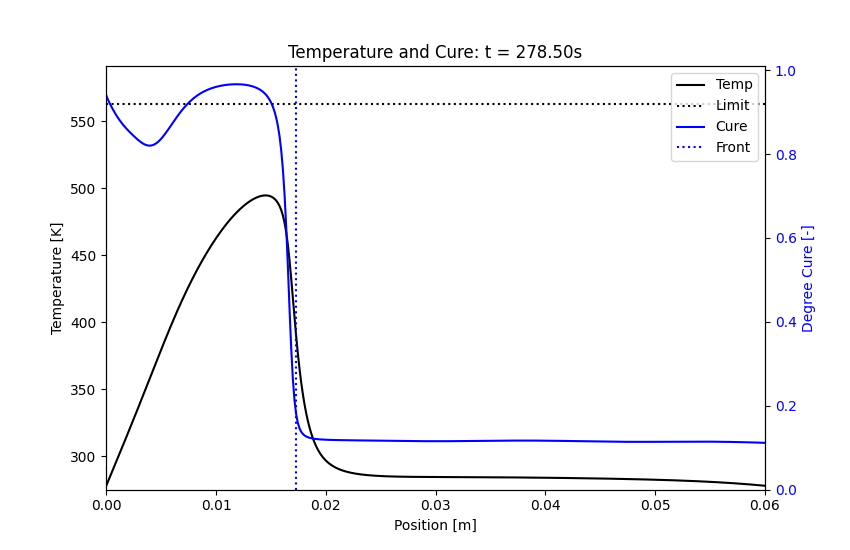 Temperature and Cure: t = 278.50s
Temp
Limit
Cure
Front
Temperature [K]
550
500
450
400
350
300
Degree Cure [-]
1.0
0.8
0.6
0.4
0.2
0.0
0.00 0.01 0.02 0.03 0.04 0.05 0.06
Position [m]